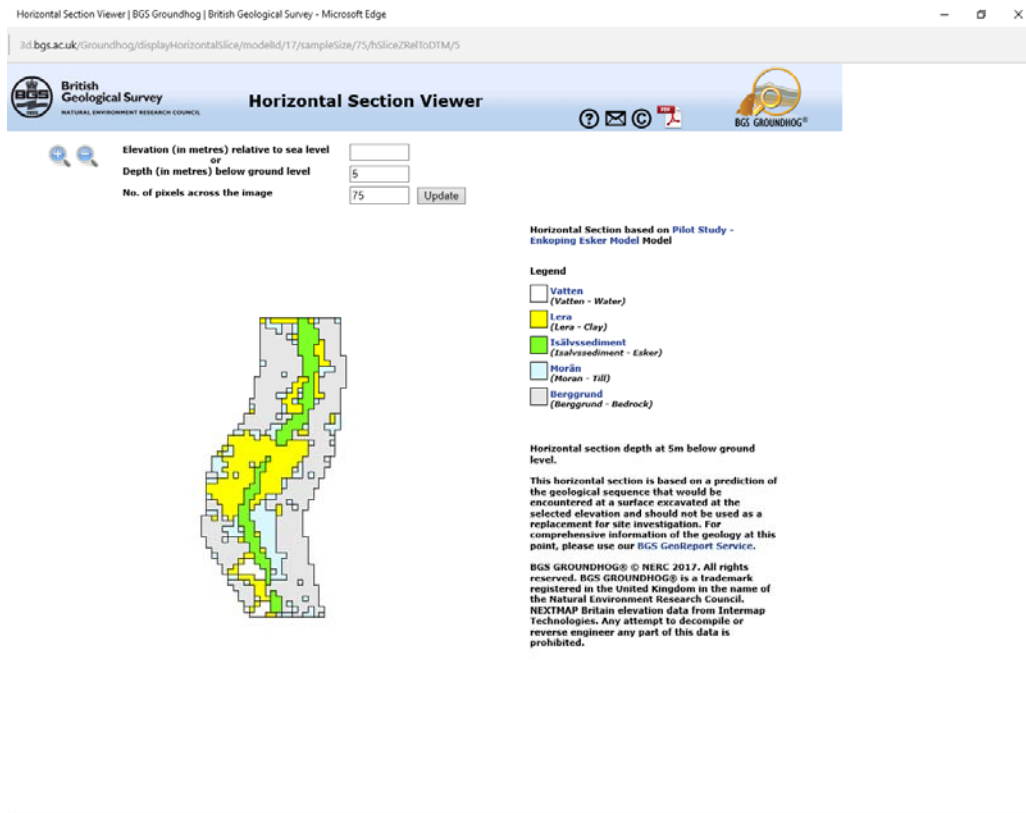 Horizontal Section Viewer | BGS Groundhog | British Geological Survey - Microsoft Edge
3d.bgs.ac.uk/Groundhog/displayHorizontalSlice/modelId/17/sampleSize/75/hSliceZRelToDTM/5
BGS
British
Geological Survey
NATURAL ENVIRONMENT RESEARCH COUNCIL
Horizontal Section Viewer
PDF
BGS GROUNDHOG®
Elevation (in metres) relative to sea level
or
Depth (in metres) below ground level
5
No. of pixels across the image
75
Update
Horizontal Section based on Pilot Study -
Enkoping Esker Model Model
Legend
Vatten
(Vatten - Water)
Lera
(Lera - Clay)
Isälvssediment
(Isalvssediment - Esker)
Morän
(Moran - Till)
Berggrund
(Berggrund - Bedrock)
Horizontal section depth at 5m below ground
level.
This horizontal section is based on a prediction of
the geological sequence that would be
encountered at a surface excavated at the
selected elevation and should not be used as a
replacement for site investigation. For
comprehensive information of the geology at this
point, please use our BGS GeoReport Service.
BGS GROUNDHOG® © NERC 2017. All rights
reserved. BGS GROUNDHOG® is a trademark
registered in the United Kingdom in the name of
the Natural Environment Research Council.
NEXTMAP Britain elevation data from Intermap
Technologies. Any attempt to decompile or
reverse engineer any part of this data is
prohibited.